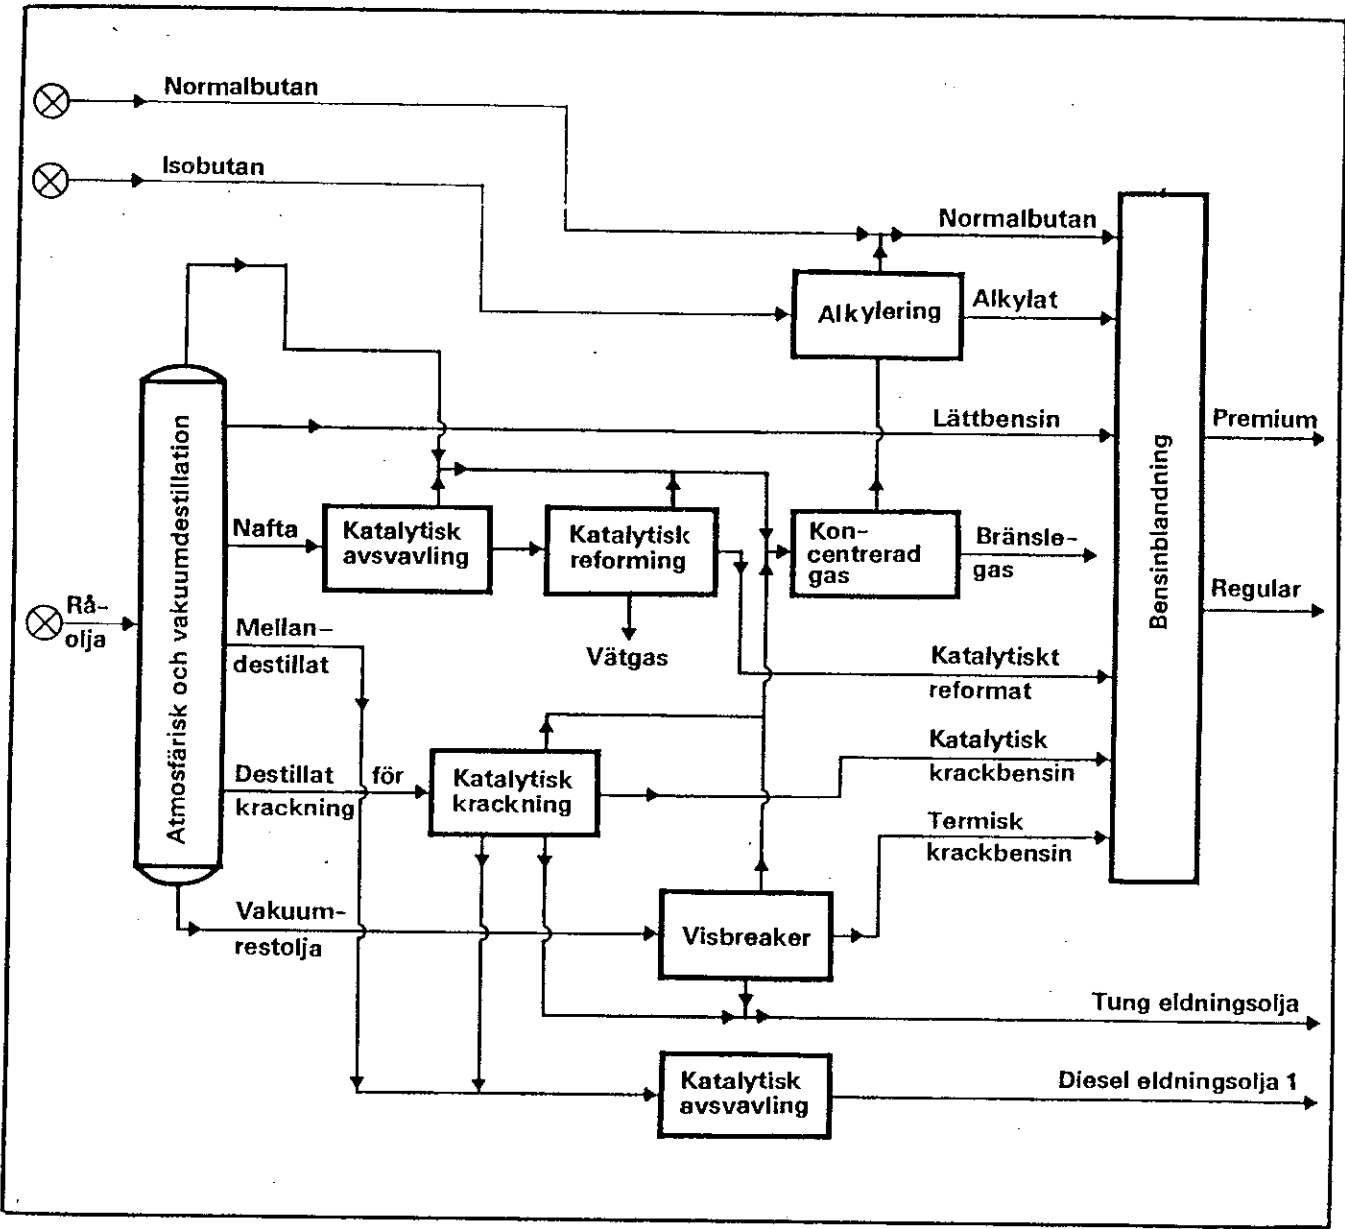 Normalbutan
Isobutan
Normalbutan
Alkylering
Alkylat
Lättbensin
Premium
Atmosfärisk och vakuumdestillation
Nafta
Katalytisk
avsvavling
Katalytisk
reforming
Kon-
centrerad
gas
Bränsle-
gas
Bensinblandning
Regular
Rå-
olja
Mellan-
destillat
Vätgas
Katalytiskt
reformat
Destillat för
krackning
Katalytisk
krackning
Katalytisk
krackbensin
Termisk
krackbensin
Vakuum-
restolja
Visbreaker
Tung eldningsolja
Katalytisk
avsvavling
Diesel eldningsolja 1